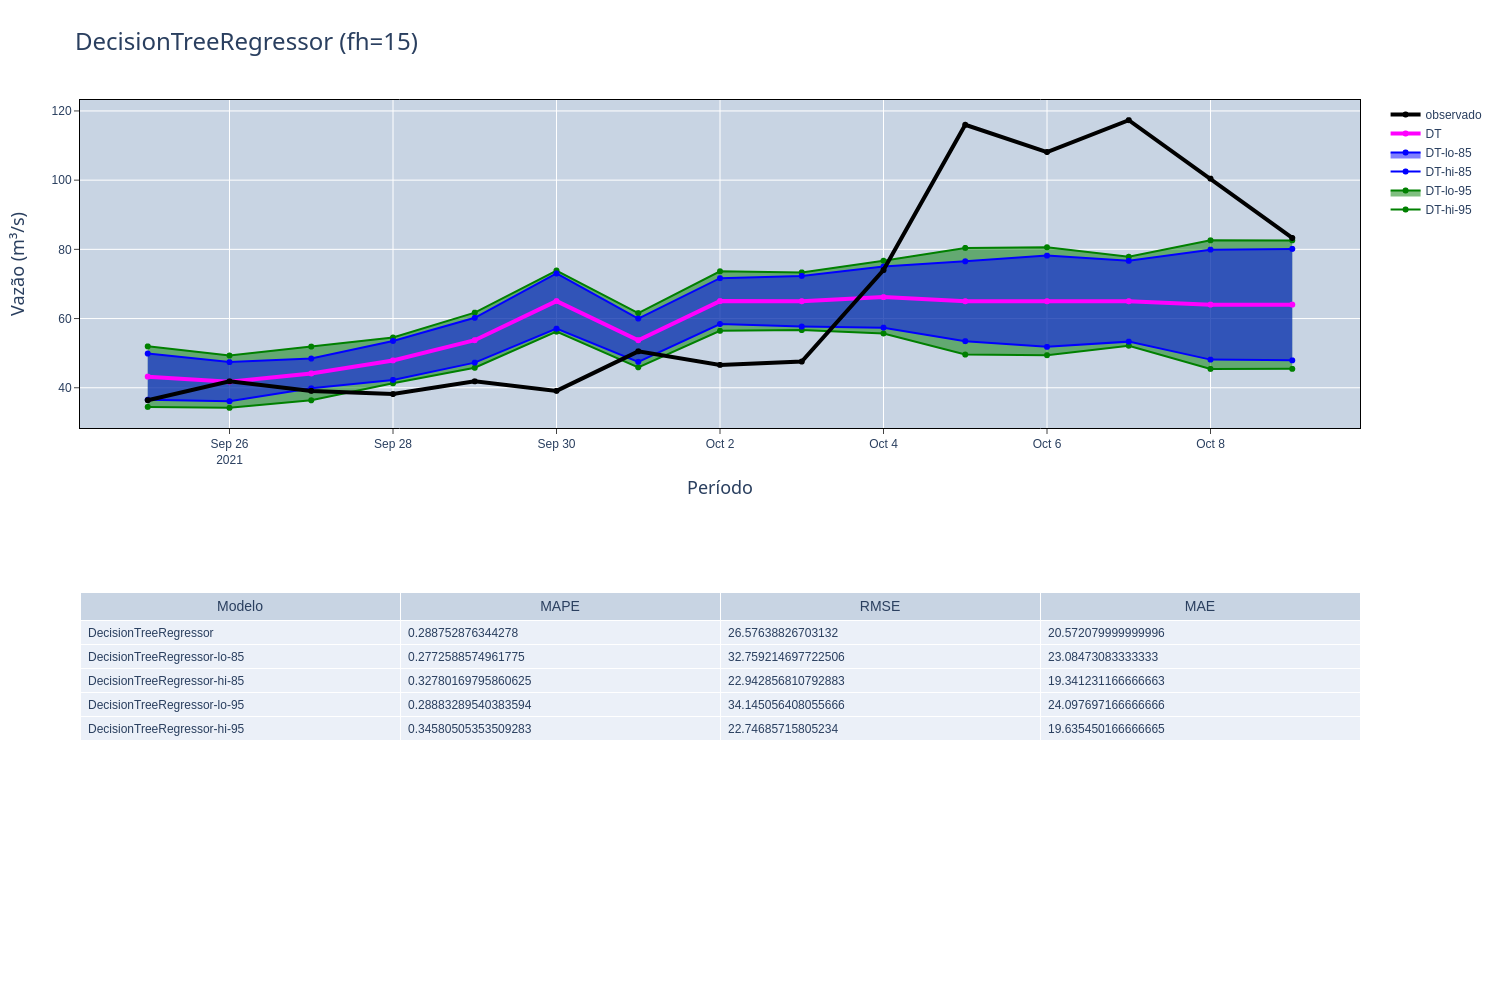 DecisionTreeRegressor (fh=15)
120
100
80
60
40
Vazão (m³/s)
Sep 26
2021
Sep 28
Sep 30
Oct 2
Oct 4
Oct 6
Oct 8
Período
observado
DT
DT-lo-85
DT-hi-85
DT-lo-95
DT-hi-95
Modelo MAPE RMSE MAE
DecisionTreeRegressor 0.288752876344278 26.57638826703132 20.572079999999996
DecisionTreeRegressor-lo-85 0.2772588574961775 32.759214697722506 23.08473083333333
DecisionTreeRegressor-hi-85 0.32780169795860625 22.942856810792883 19.341231166666663
DecisionTreeRegressor-lo-95 0.28883289540383594 34.145056408055666 24.097697166666666
DecisionTreeRegressor-hi-95 0.34580505353509283 22.74685715805234 19.635450166666665